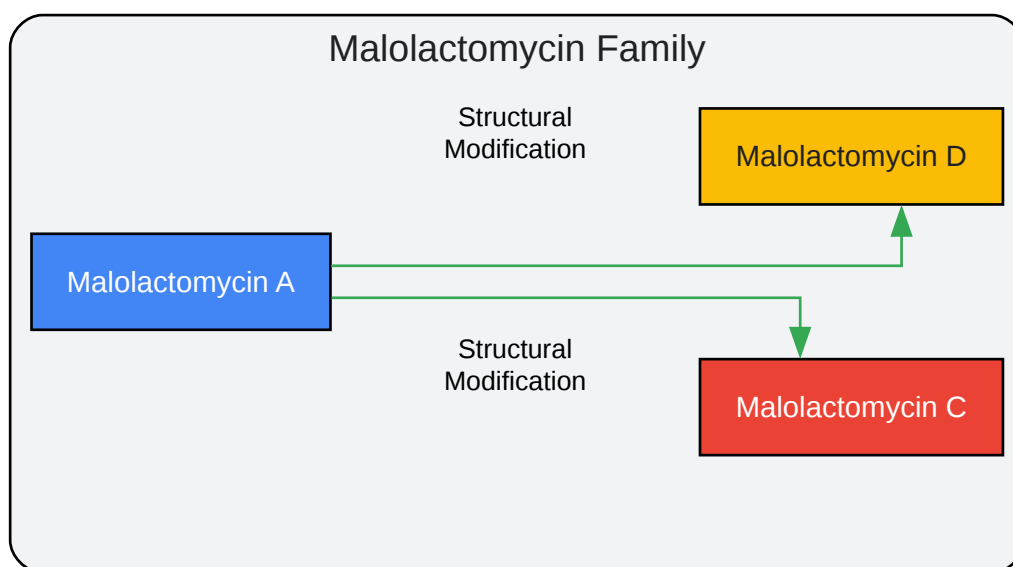 Malolactomycin Family
Structural
Modification
Malolactomycin D
Malolactomycin A
Structural
Modification
Malolactomycin C